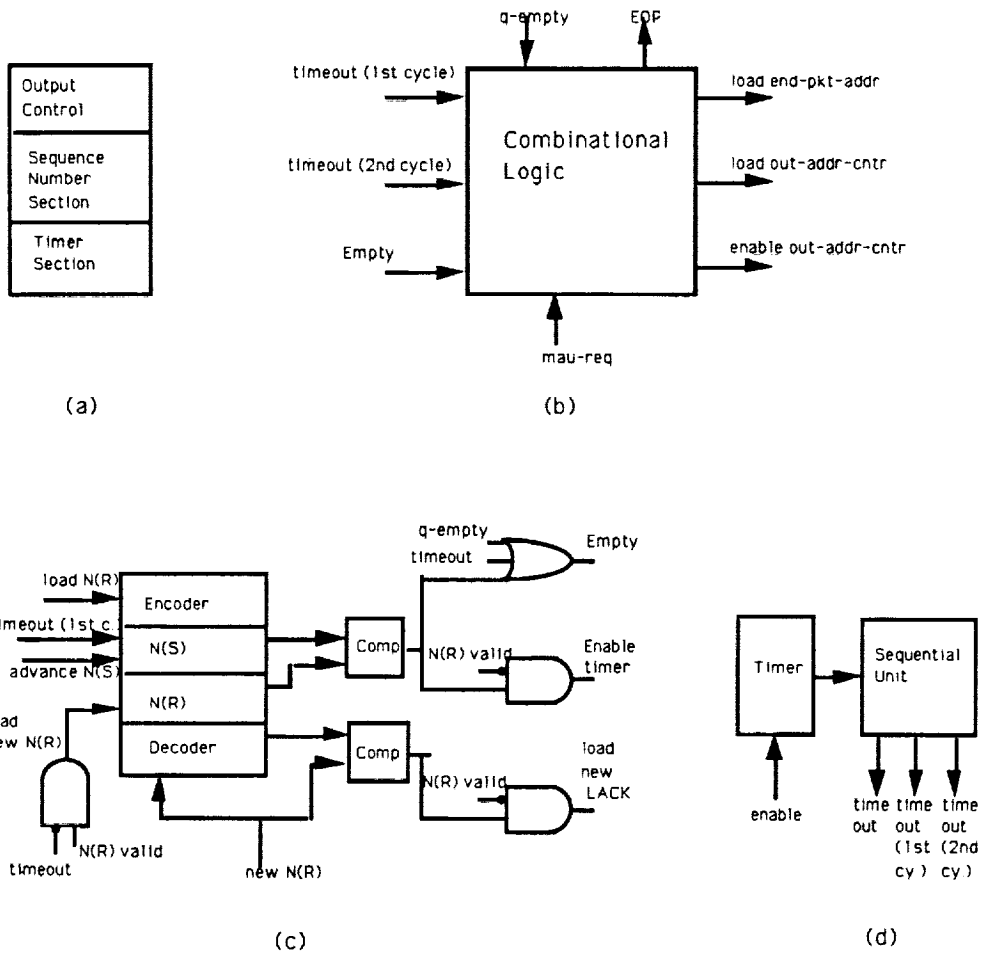 Output
Control
Sequence
Number
Section
Timer
Section
(a)
q-empty
EOP
timeout (1st cycle)
timeout (2nd cycle)
Empty
Combinational
Logic
load end-pkt-addr
load out-addr-cntr
enable out-addr-cntr
mau-req
(b)
load N(R)
imeout (1st c.)
advance N(S)
ad
ew N(R)
timeout
N(R) valid
Encoder
N(S)
N(R)
Decoder
new N(R)
Comp
Comp
q-empty
timeout
Empty
N(R) valid
Enable
timer
N(R) valid
load
new
LACK
(c)
Timer
enable
Sequential
Unit
time
out
time
out
(1st
cy.)
time
out
(2nd
cy.)
(d)